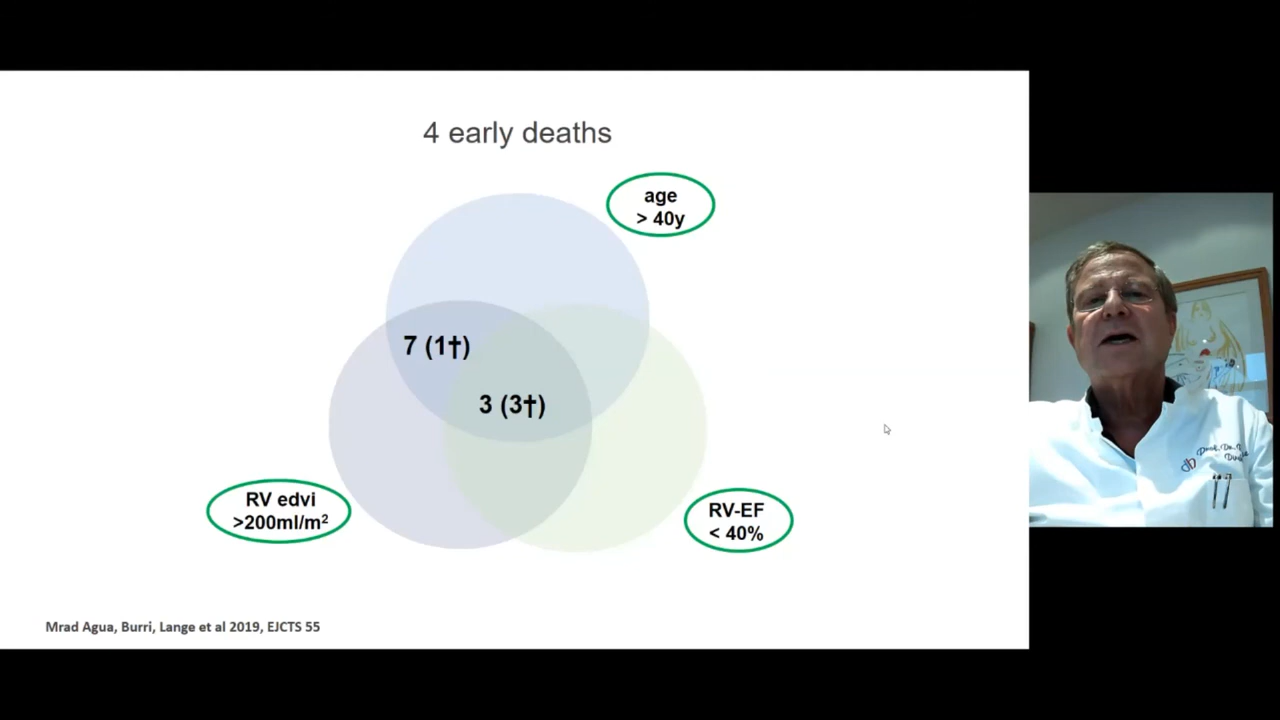 4 early deaths
age
> 40y
7 (1†)
3 (3†)
RV edvi
>200ml/m²
RV-EF
< 40%
Mrad Agua, Burri, Lange et al 2019, EJCTS 55